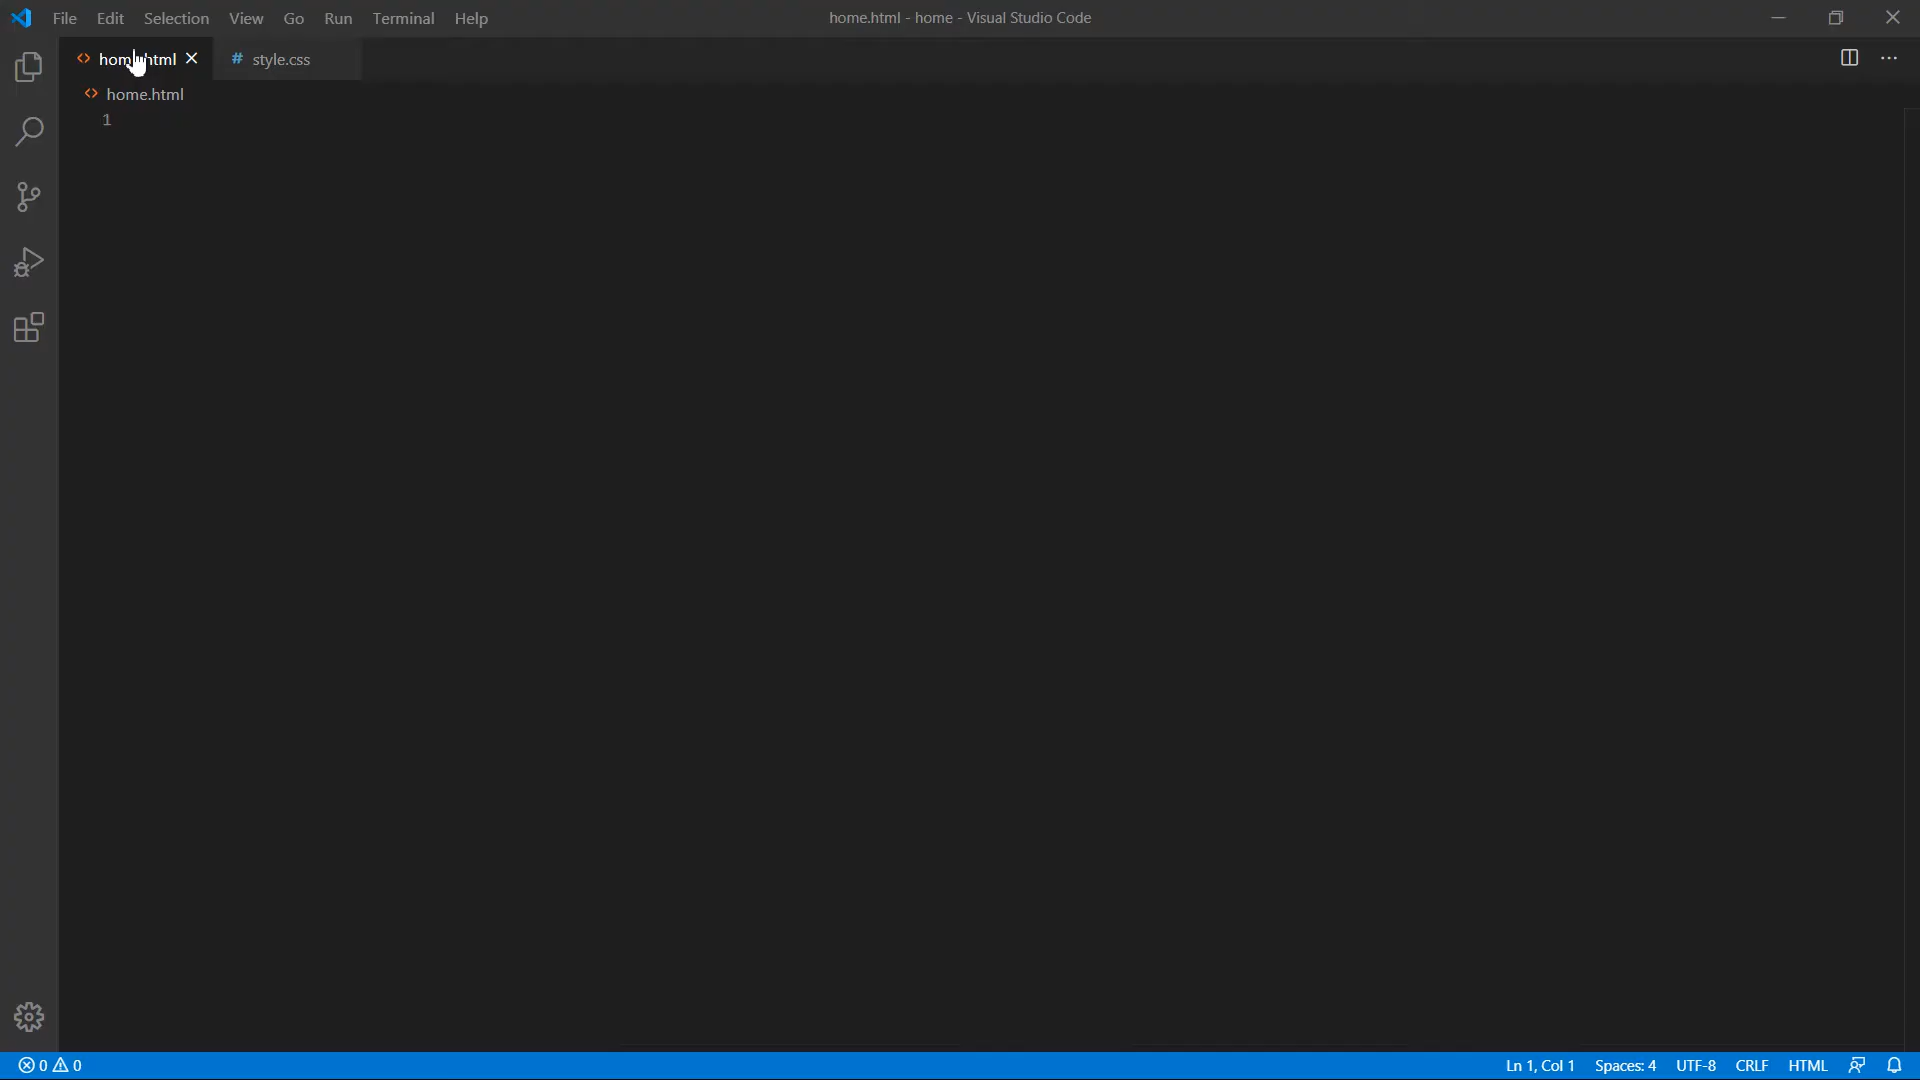 File Edit Selection View Go Run Terminal Help home.html - home - Visual Studio Code
home.html style.css
home.html
1
0 0 Ln 1, Col 1 Spaces: 4 UTF-8 CRLF HTML